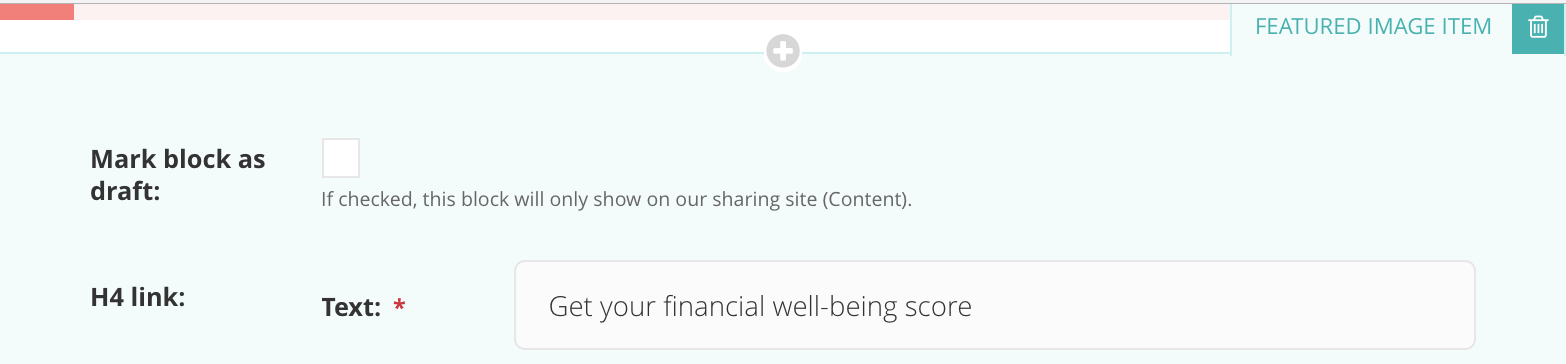 FEATURED IMAGE ITEM
Mark block as
draft:
If checked, this block will only show on our sharing site (Content).
H4 link:
Text: *
Get your financial well-being score